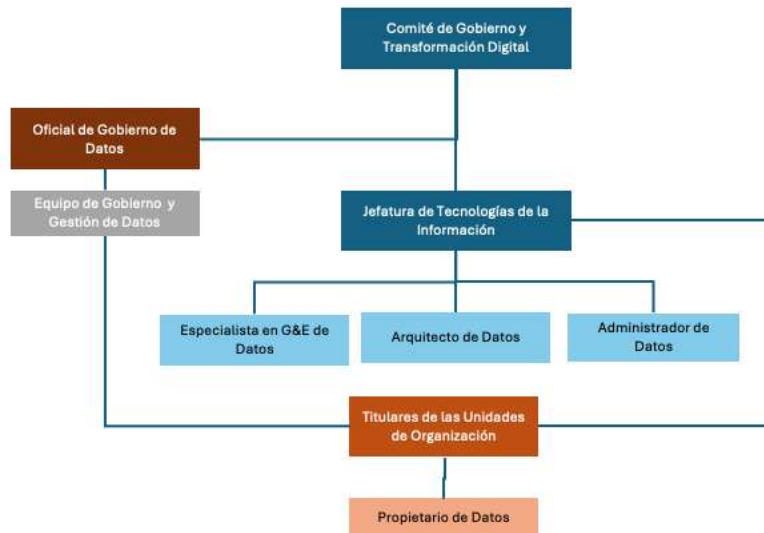 Comité de Gobierno y
Transformación Digital
Oficial de Gobierno de
Datos
Equipo de Gobierno y
Gestión de Datos
Jefatura de Tecnologías de la
Información
Especialista en G&E de
Datos
Arquitecto de Datos
Administrador de
Datos
Titulares de las Unidades
de Organización
Propietario de Datos